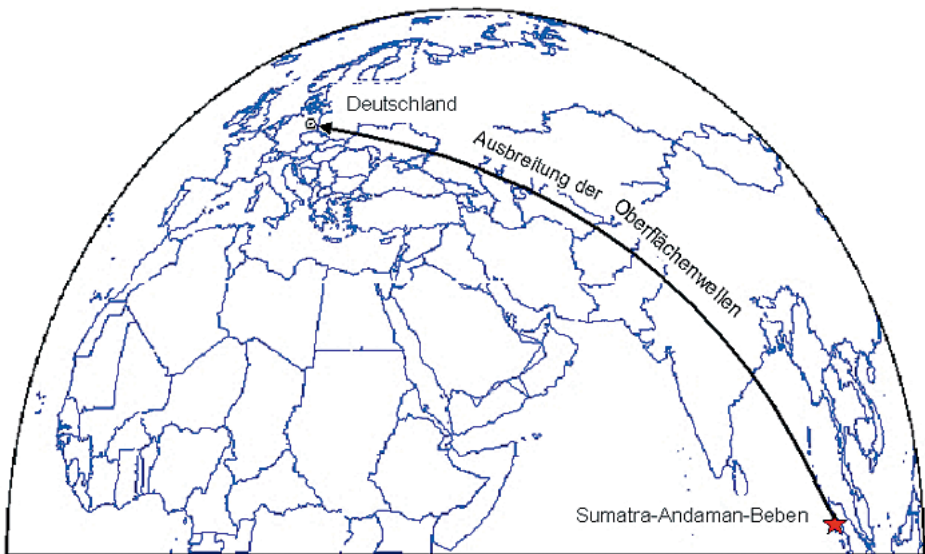 Deutschland
Ausbreitung der Oberflächenwellen
Sumatra-Andaman-Beben